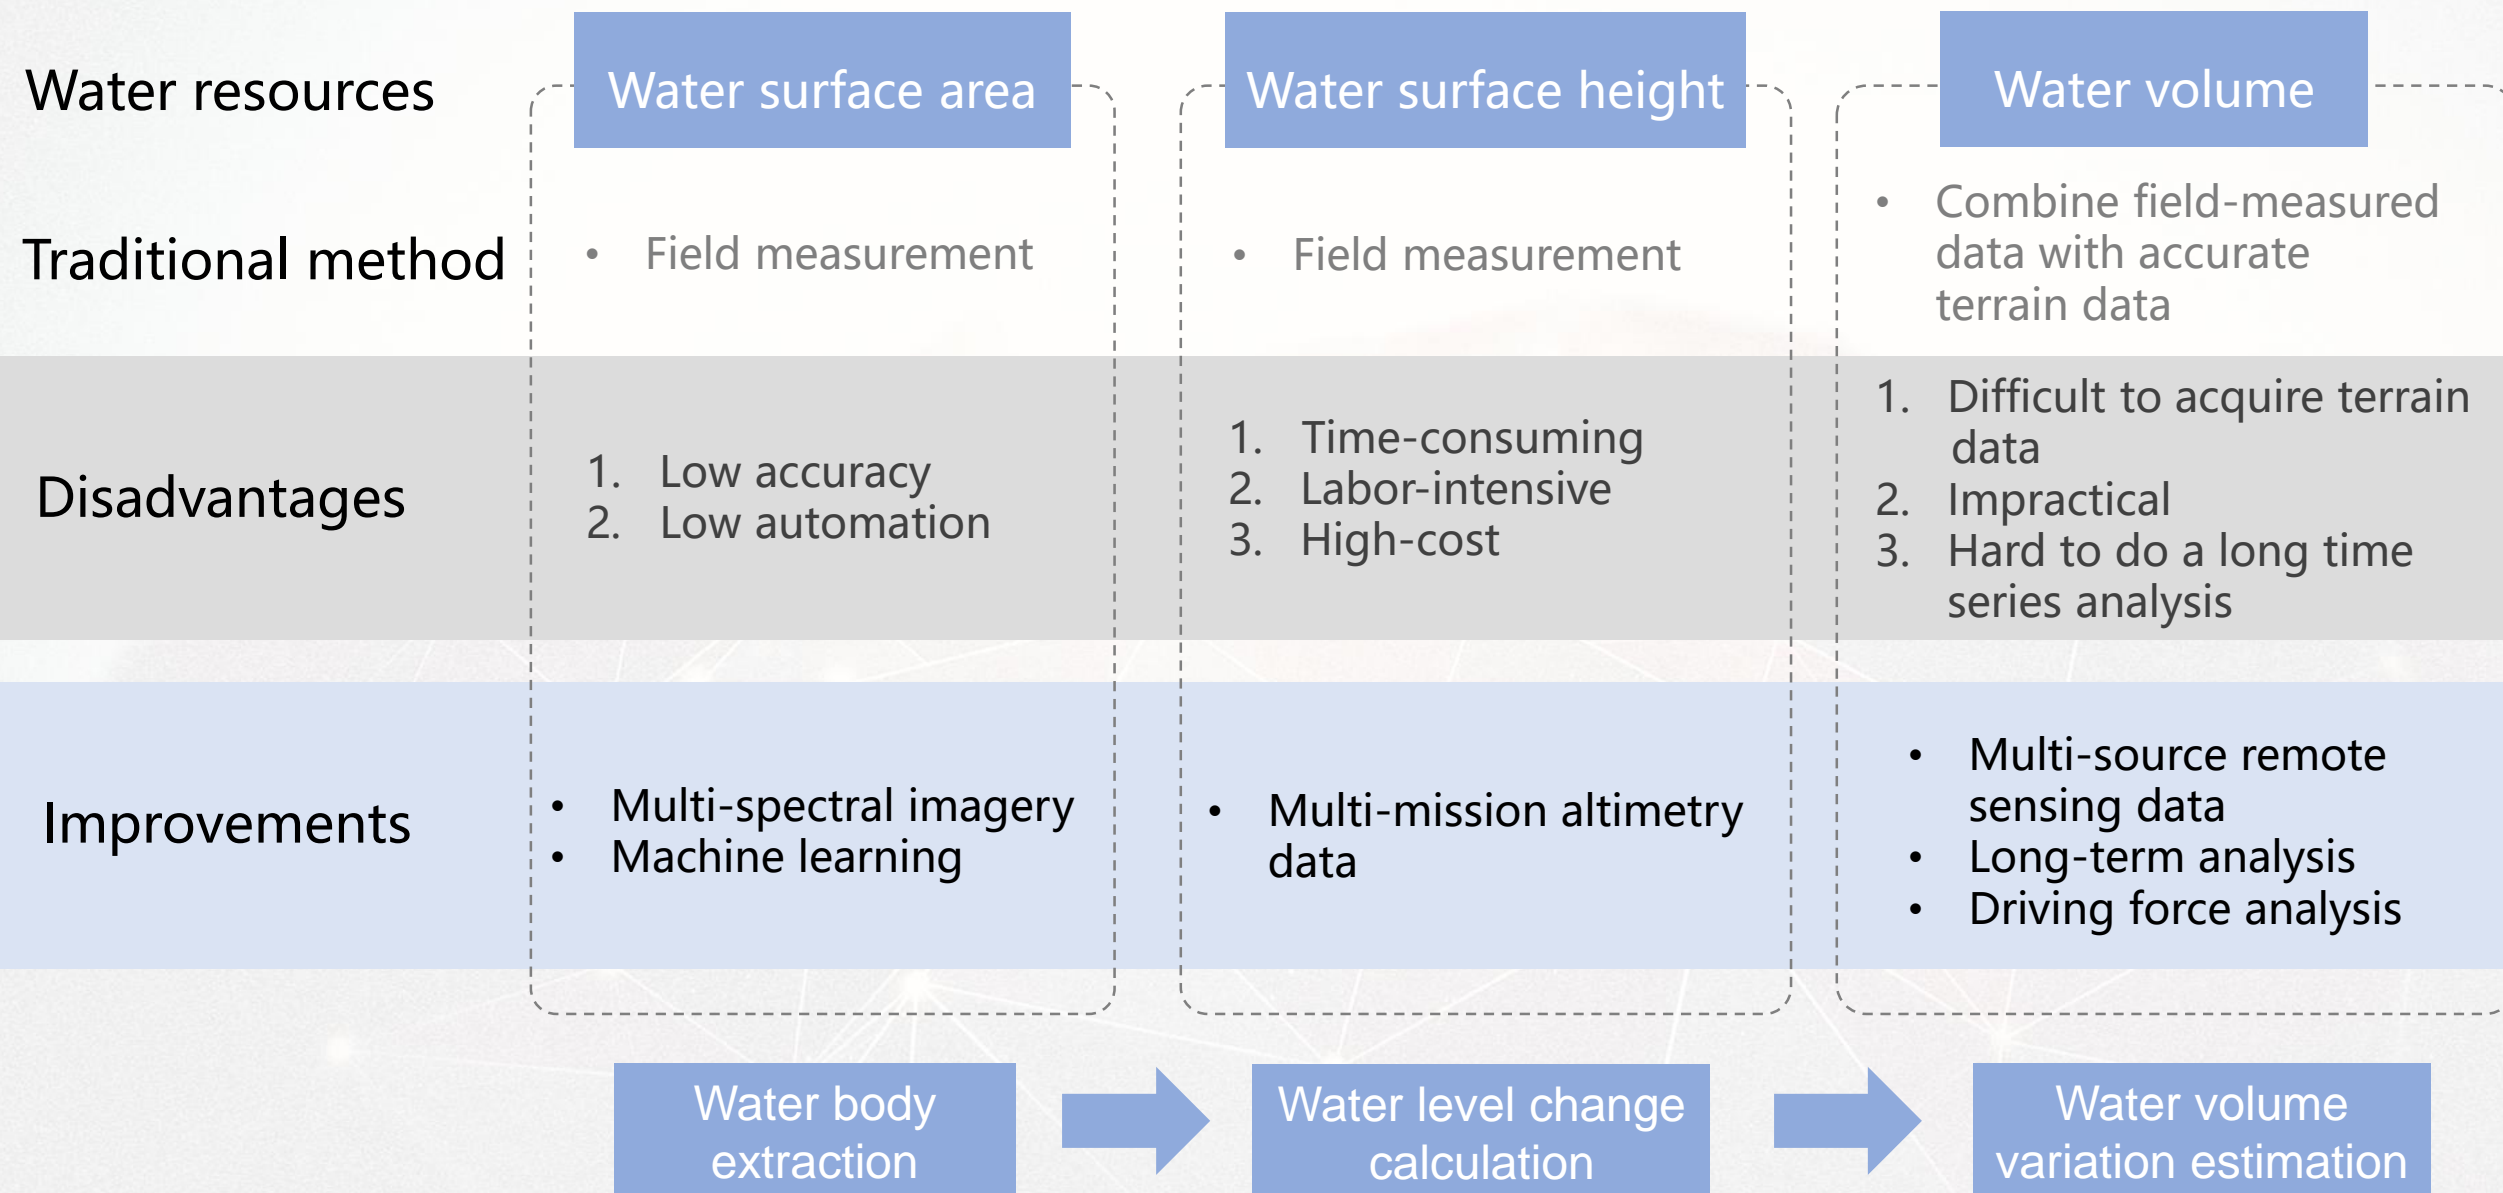 Water resources
Water surface area
Water surface height
Water volume
Traditional method
• Field measurement
• Field measurement
• Combine field-measured
data with accurate
terrain data
Disadvantages
1. Low accuracy
2. Low automation
1. Time-consuming
2. Labor-intensive
3. High-cost
1. Difficult to acquire terrain
data
2. Impractical
3. Hard to do a long time
series analysis
Improvements
• Multi-spectral imagery
• Machine learning
• Multi-mission altimetry
data
• Multi-source remote
sensing data
• Long-term analysis
• Driving force analysis
Water body
extraction
Water level change
calculation
Water volume
variation estimation